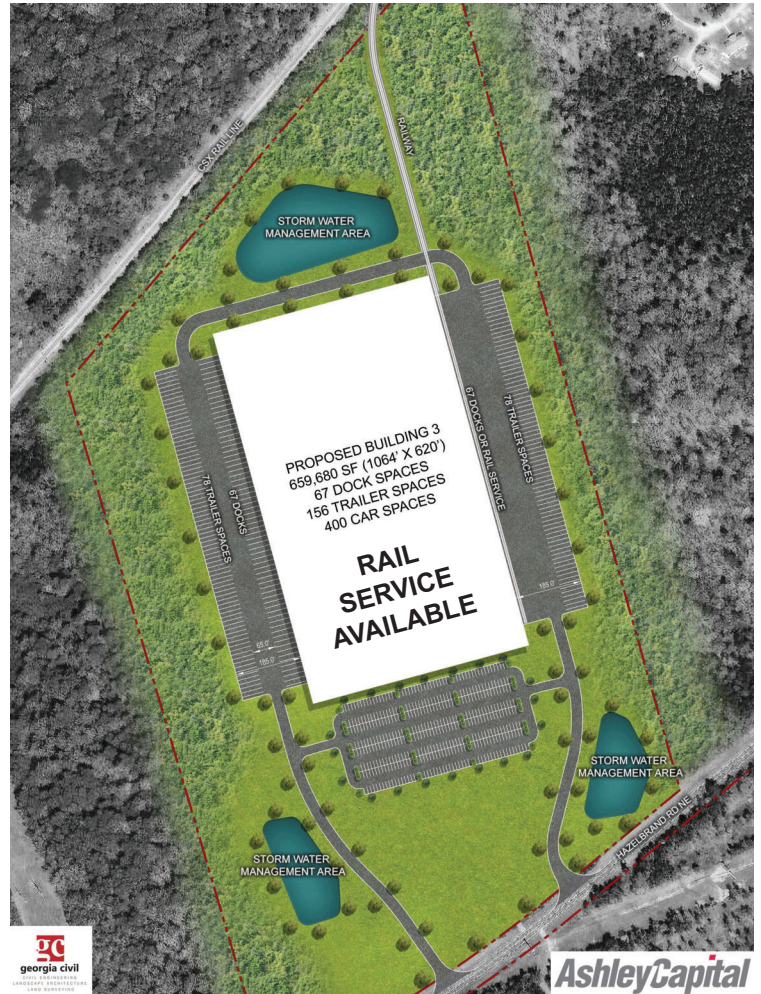 CSX RAIL LINE
RAILWAY
STORM WATER
MANAGEMENT AREA
PROPOSED BUILDING 3
659,680 SF (1064' X 620')
67 DOCK SPACES
156 TRAILER SPACES
400 CAR SPACES
RAIL
SERVICE
AVAILABLE
67 DOCKS
78 TRAILER SPACES
67 DOCKS OR RAIL SERVICE
78 TRAILER SPACES
185.0'
65.0'
185.0'
STORM WATER
MANAGEMENT AREA
STORM WATER
MANAGEMENT AREA
HAZELBRAND RD NE
gc
georgia civil
CIVIL ENGINEERING
LANDSCAPE ARCHITECTURE
LAND SURVEYING
AshleyCapital